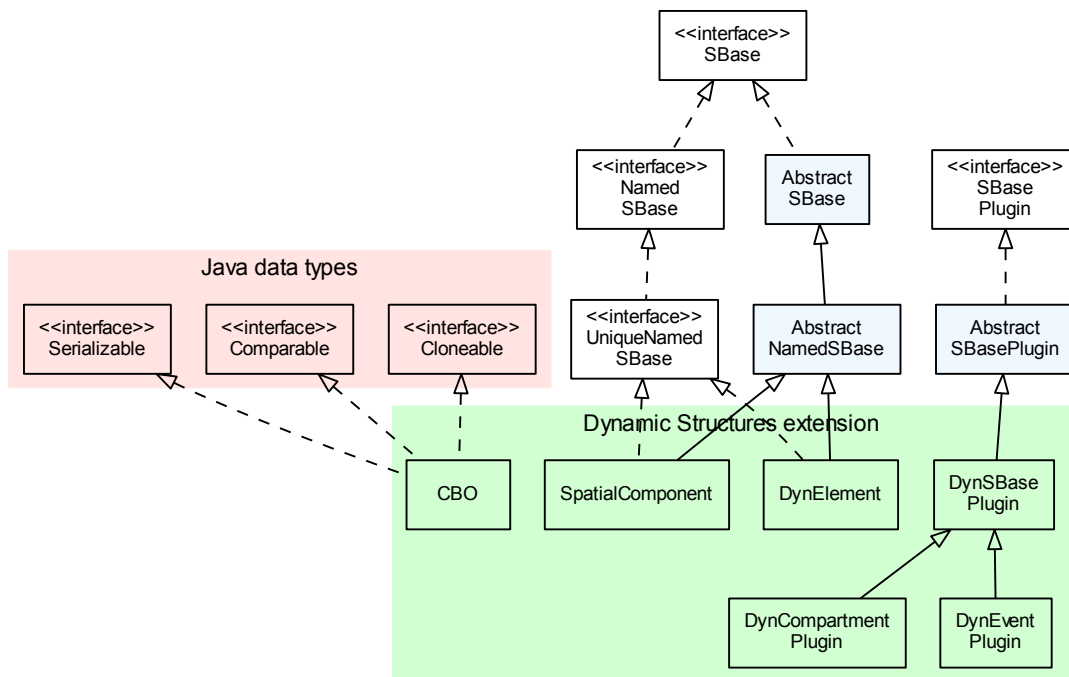 <<interface>>
SBase
<<interface>>
Named
SBase
Abstract
SBase
<<interface>>
SBase
Plugin
Java data types
<<interface>>
Serializable
<<interface>>
Comparable
<<interface>>
Cloneable
<<interface>>
UniqueNamed
SBase
Abstract
NamedSBase
Abstract
SBasePlugin
Dynamic Structures extension
CBO
SpatialComponent
DynElement
DynSBase
Plugin
DynCompartment
Plugin
DynEvent
Plugin